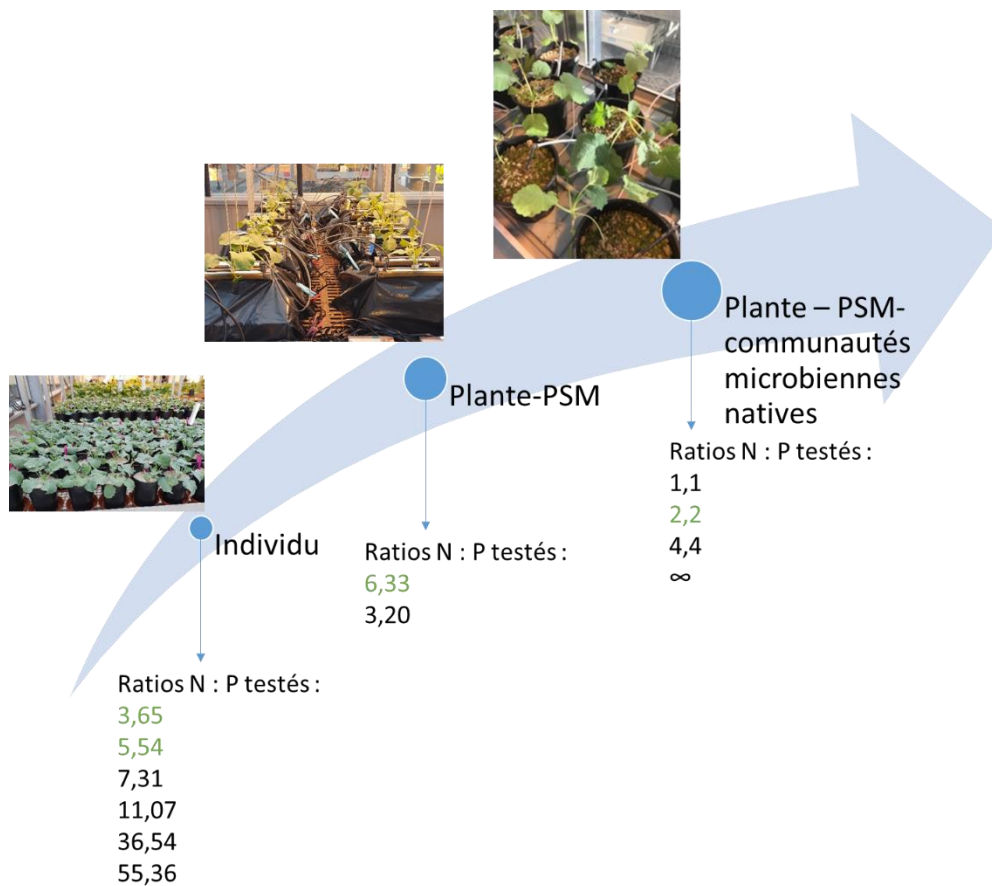 Individu
Ratios N : P testés :
3,65
5,54
7,31
11,07
36,54
55,36
Plante-PSM
Ratios N : P testés :
6,33
3,20
Plante – PSM-
communautés
microbiennes
natives
Ratios N : P testés :
1,1
2,2
4,4
∞